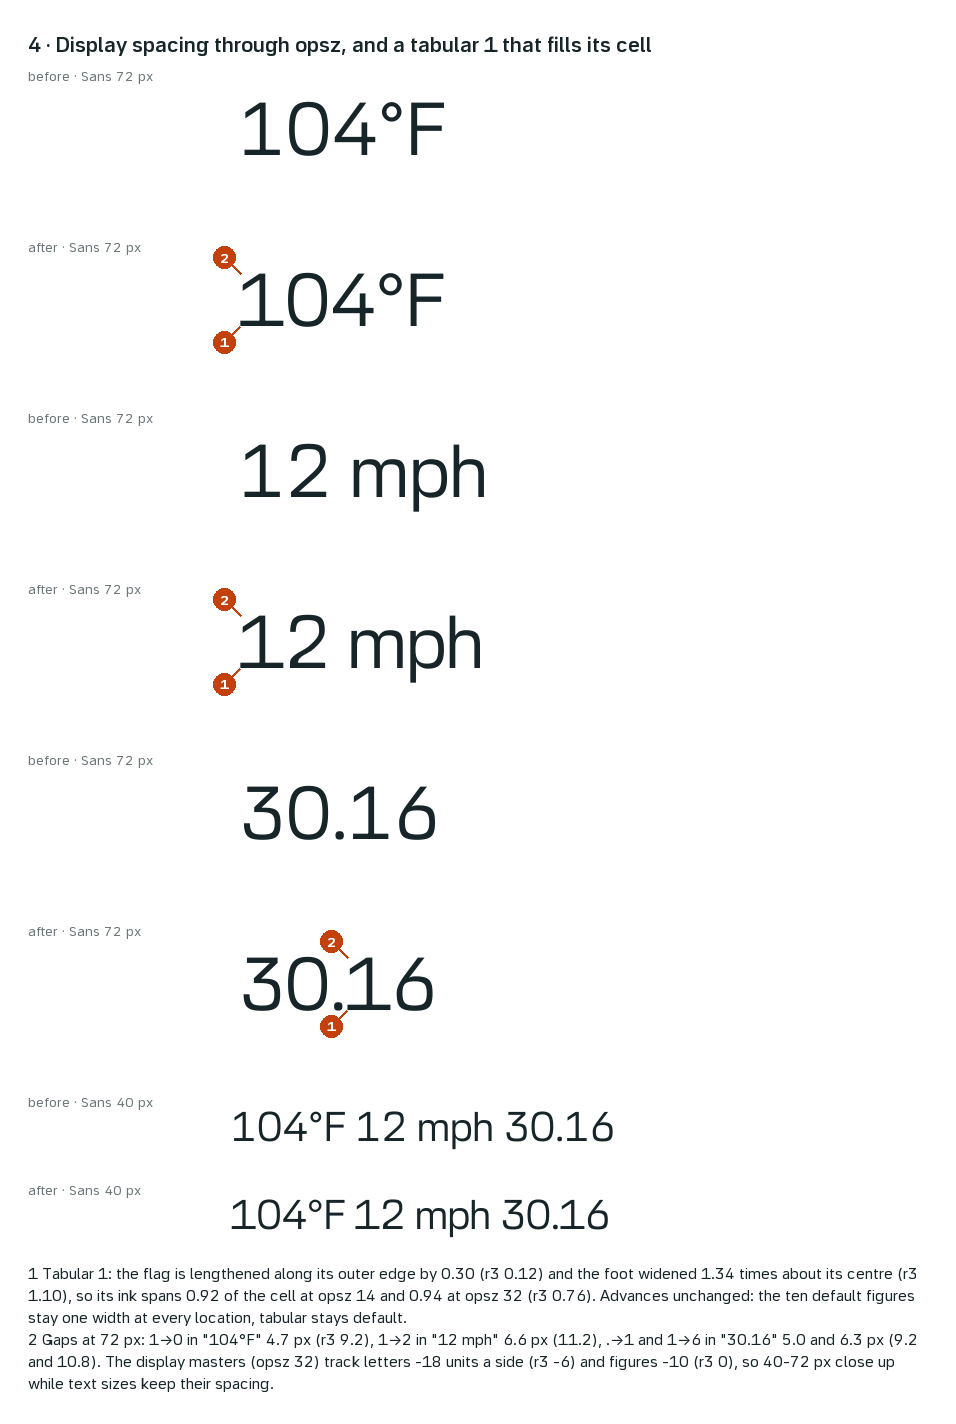 4 · Display spacing through opsz, and a tabular 1 that fills its cell
before · Sans 72 px
104°F
after · Sans 72 px
2
104°F
1
before · Sans 72 px
12 mph
after · Sans 72 px
2
12 mph
1
before · Sans 72 px
30.16
after · Sans 72 px
2
30.16
1
before · Sans 40 px
104°F 12 mph 30.16
after · Sans 40 px
104°F 12 mph 30.16
1 Tabular 1: the flag is lengthened along its outer edge by 0.30 (r3 0.12) and the foot widened 1.34 times about its centre (r3
1.10), so its ink spans 0.92 of the cell at opsz 14 and 0.94 at opsz 32 (r3 0.76). Advances unchanged: the ten default figures
stay one width at every location, tabular stays default.
2 Gaps at 72 px: 1→0 in "104°F" 4.7 px (r3 9.2), 1→2 in "12 mph" 6.6 px (11.2), .→1 and 1→6 in "30.16" 5.0 and 6.3 px (9.2
and 10.8). The display masters (opsz 32) track letters -18 units a side (r3 -6) and figures -10 (r3 0), so 40-72 px close up
while text sizes keep their spacing.